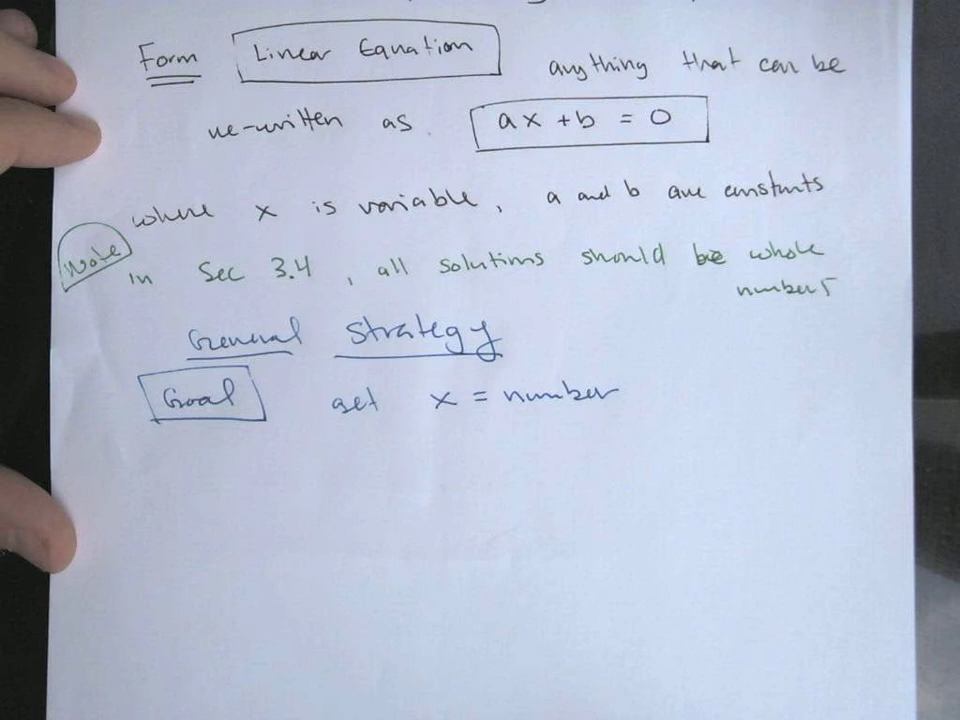 Form Linear Equation anything that can be
re-written as ax + b = 0
where x is variable, a and b are constants
Note In Sec 3.4, all solutions should be whole
numbers
General Strategy
Goal get x = number